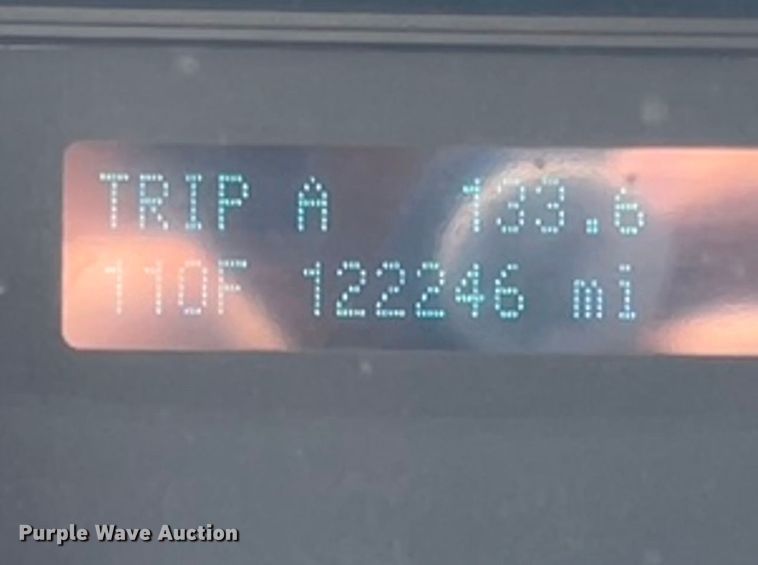 TRIP A 133.6
110F 122246 mi
Purple Wave Auction